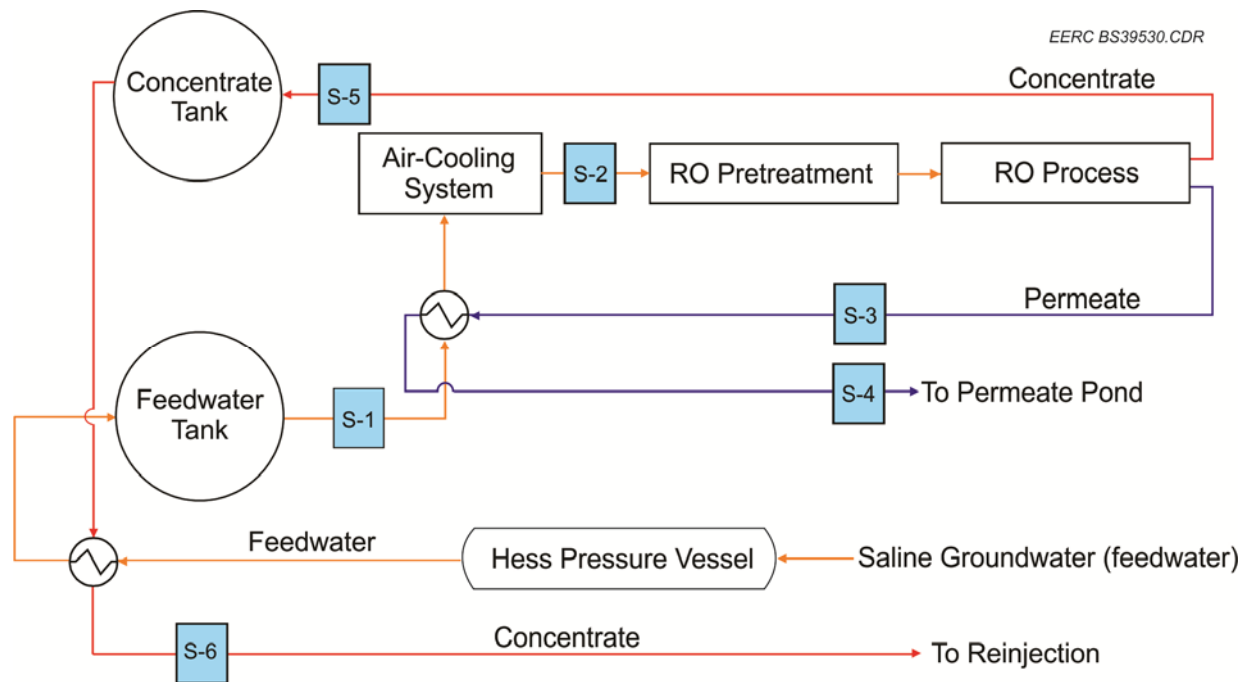 EERC BS39530.CDR
Concentrate
Tank
S-5
Concentrate
Air-Cooling
System
S-2
RO Pretreatment
RO Process
S-3
Permeate
Feedwater
Tank
S-1
S-4
To Permeate Pond
Feedwater
Hess Pressure Vessel
Saline Groundwater (feedwater)
S-6
Concentrate
To Reinjection